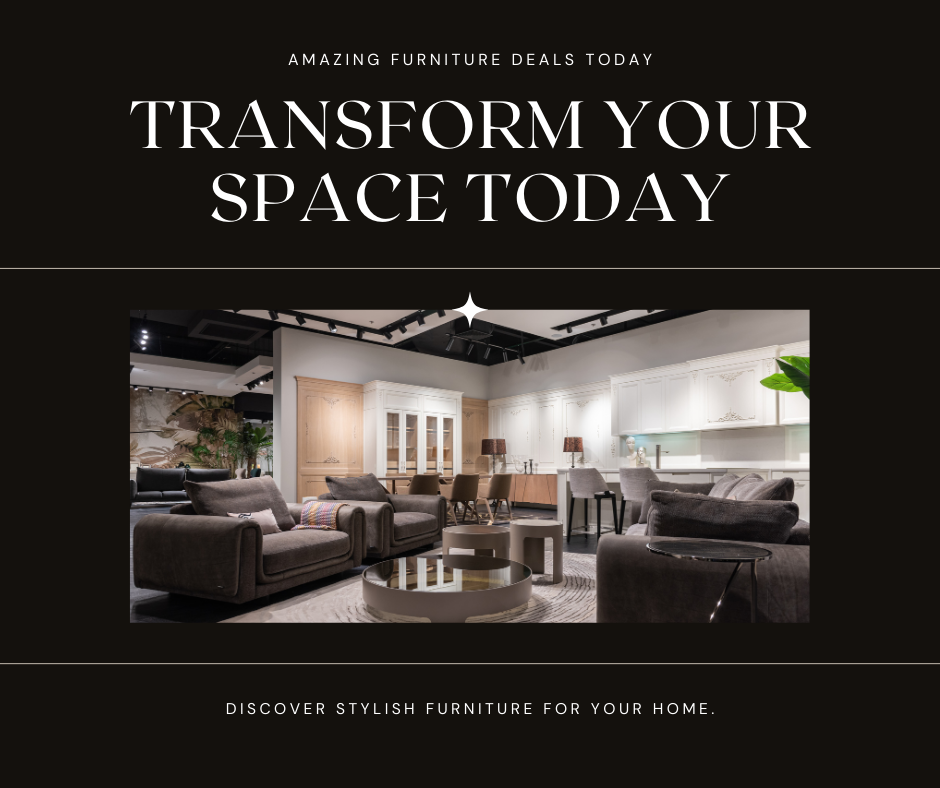 AMAZING FURNITURE DEALS TODAY
TRANSFORM YOUR
SPACE TODAY
DISCOVER STYLISH FURNITURE FOR YOUR HOME.